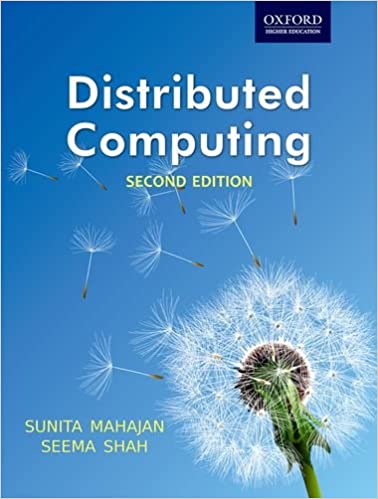 OXFORD
HIGHER EDUCATION
Distributed
Computing
SECOND EDITION
SUNITA MAHAJAN
SEEMA SHAH